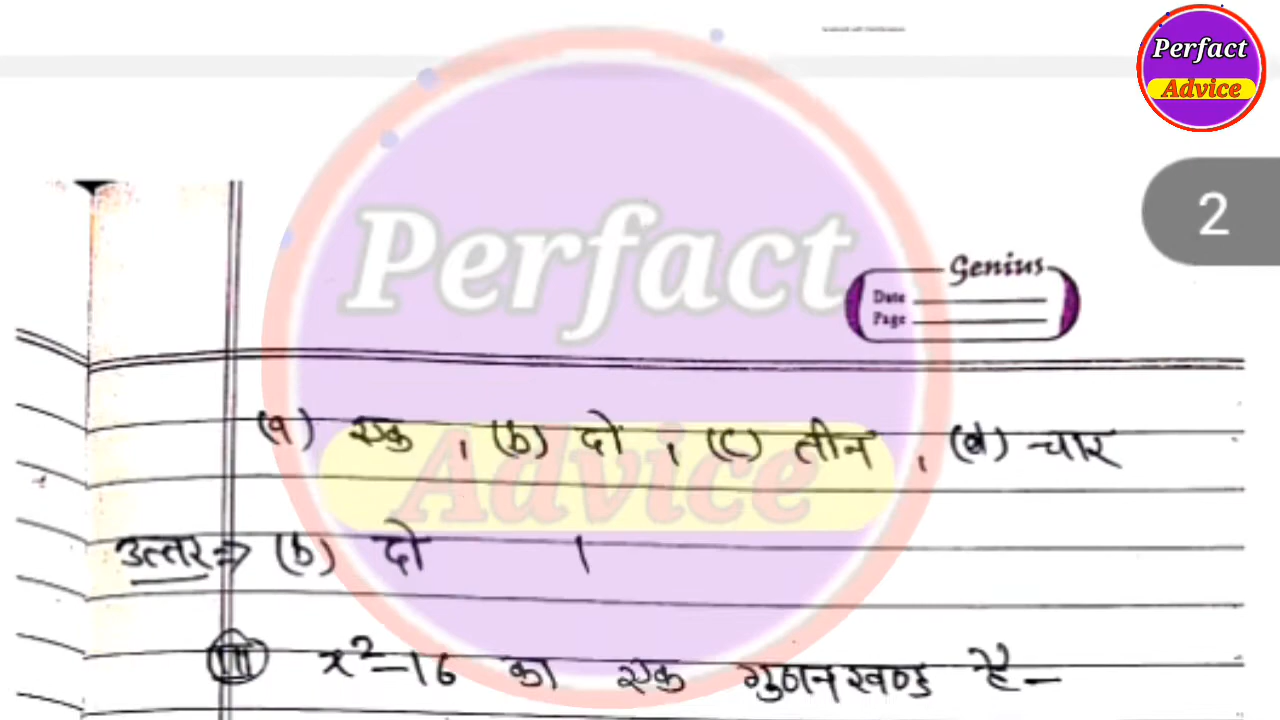 Perfact
Advice
2
Perfact
Genius
Date
Page
(a) एक , (b) दो , (c) तीन , (d) चार
Advice
उत्तर => (b) दो ।
(III) x²-16 का एक गुणनखण्ड है-